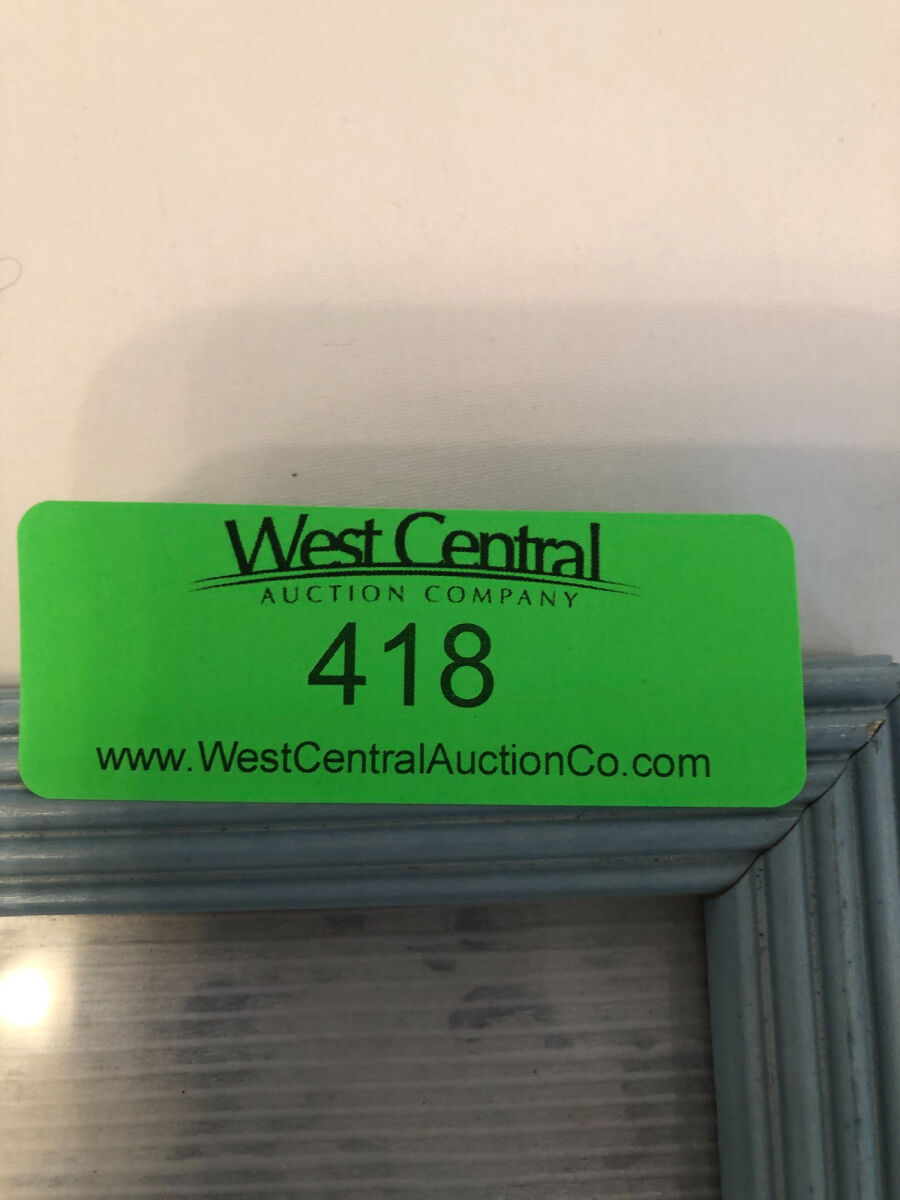 West Central
AUCTION COMPANY
418
www.WestCentralAuctionCo.com